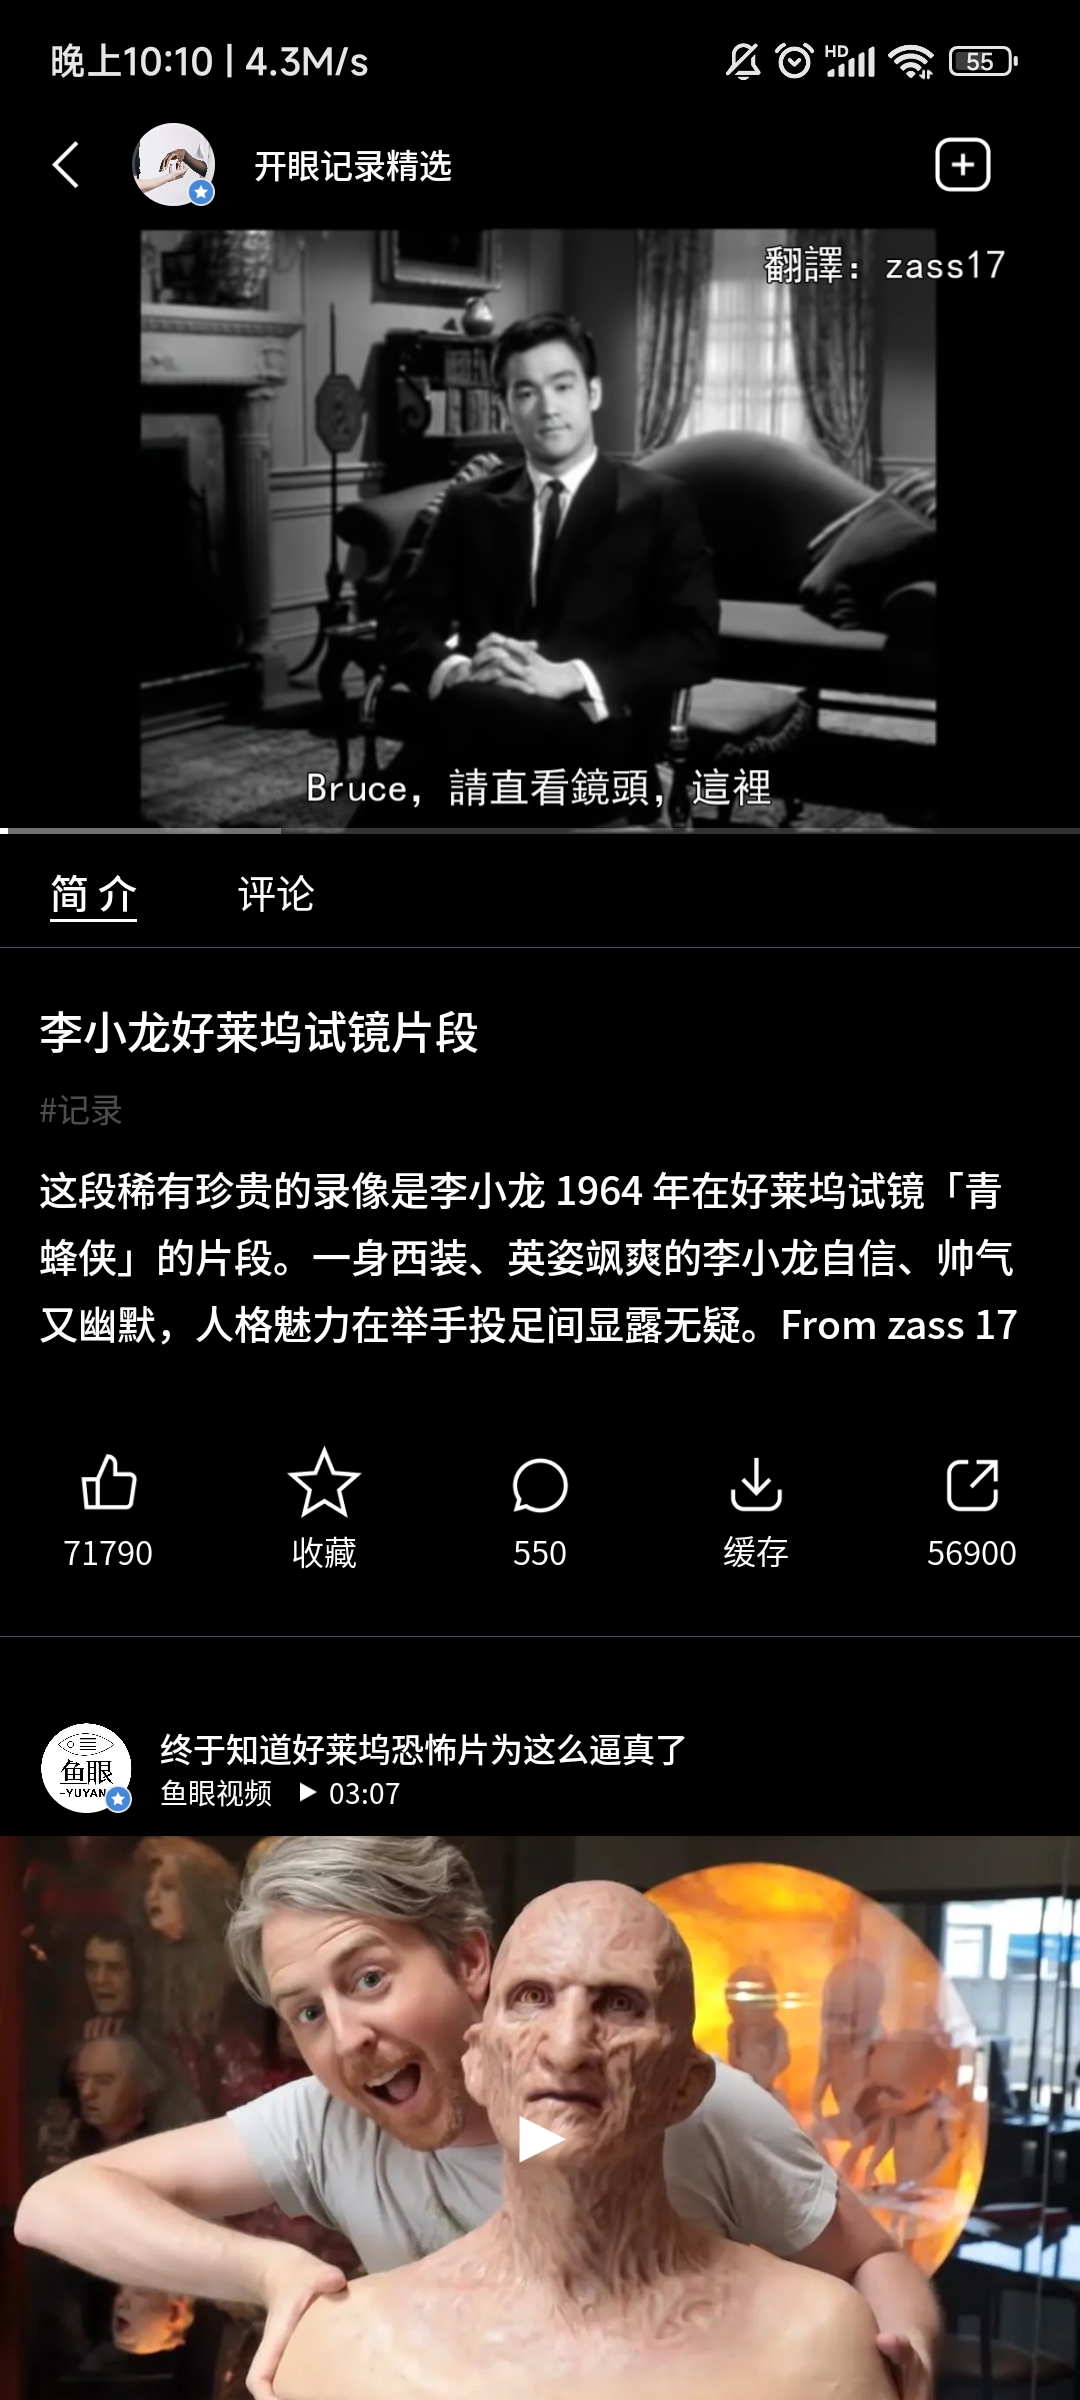 晚上10:10 | 4.3M/s
HD
55
开眼记录精选
翻譯：zass17
Bruce，請直看鏡頭，這裡
简介
评论
李小龙好莱坞试镜片段
#记录
这段稀有珍贵的录像是李小龙 1964 年在好莱坞试镜「青
蜂侠」的片段。一身西装、英姿飒爽的李小龙自信、帅气
又幽默，人格魅力在举手投足间显露无疑。From zass 17
71790
收藏
550
缓存
56900
鱼眼
-YUYAN
终于知道好莱坞恐怖片为这么逼真了
鱼眼视频 ▶ 03:07